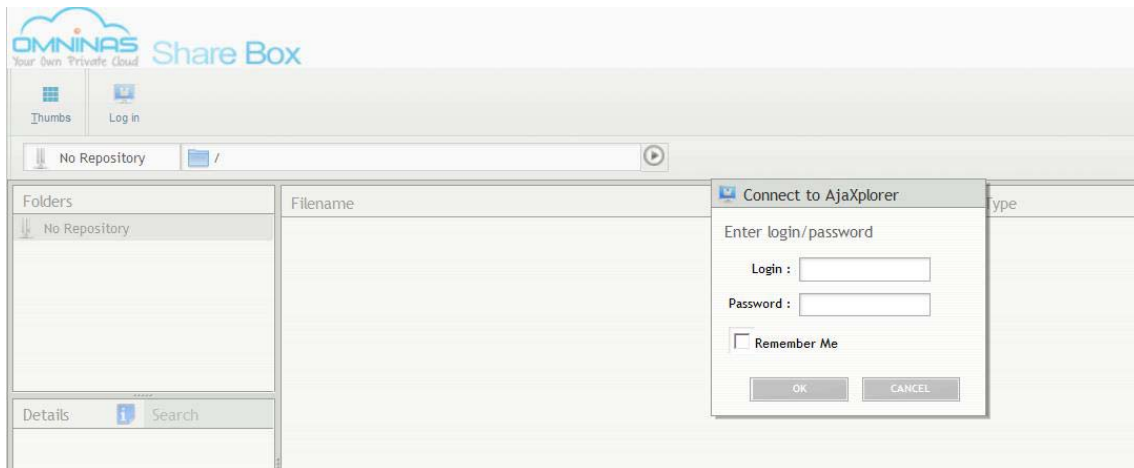 OMNINAS
Your Own Private Cloud
Share Box
Thumbs
Log in
No Repository
/
Folders
No Repository
Filename
Type
Connect to AjaXplorer
Enter login/password
Login :
Password :
Remember Me
OK
CANCEL
Details
Search